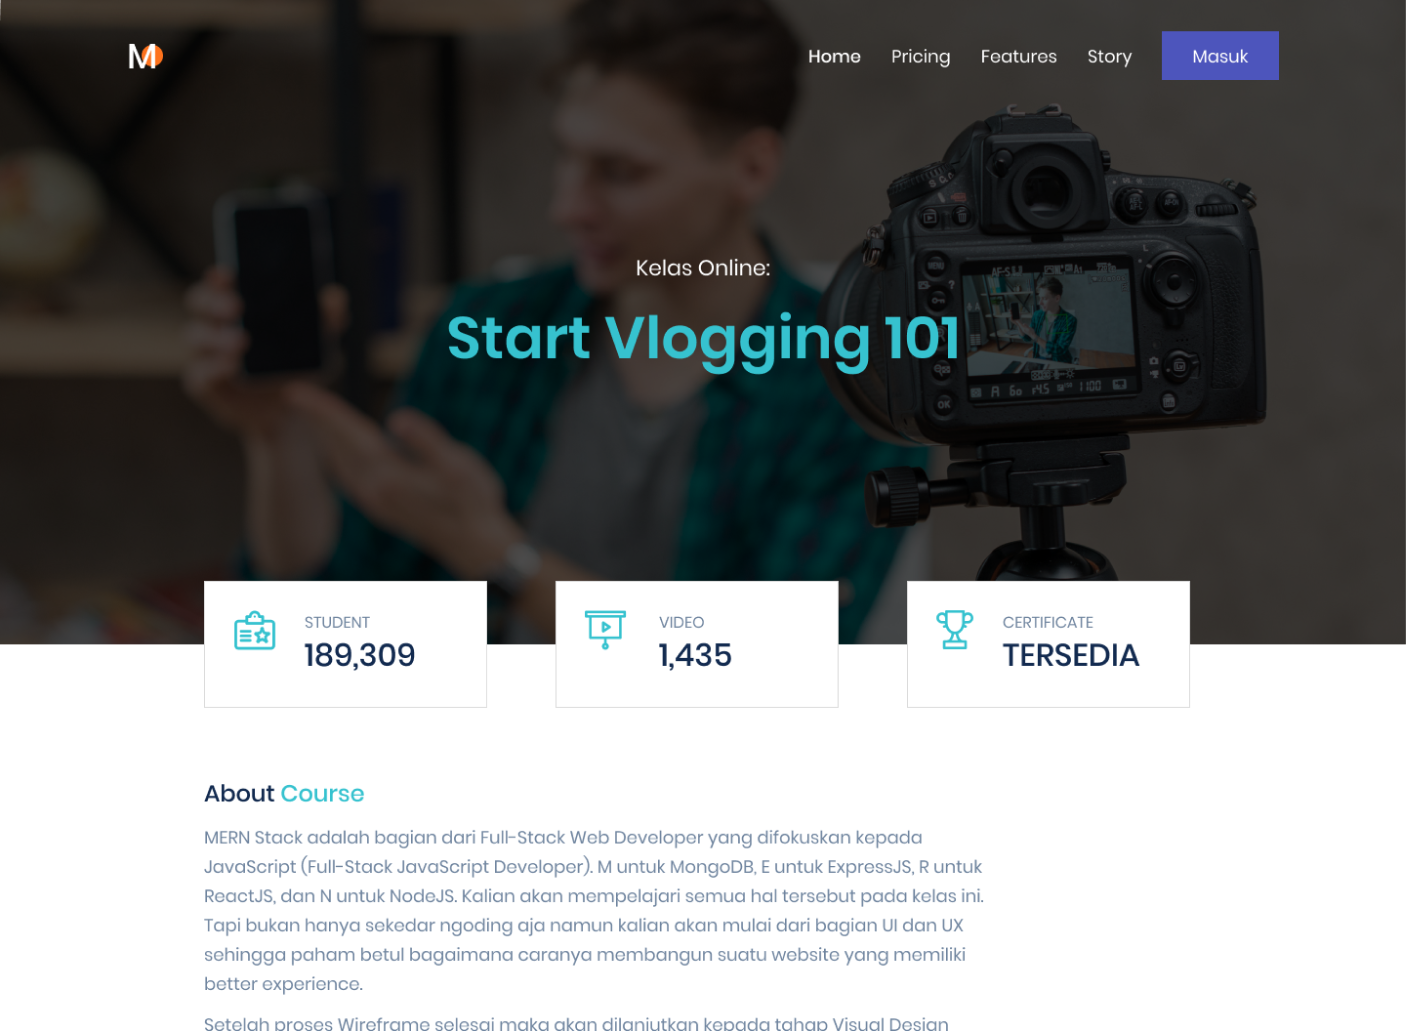 M
Home Pricing Features Story Masuk
Kelas Online:
Start Vlogging 101
MENU
OK
STUDENT
189,309
VIDEO
1,435
CERTIFICATE
TERSEDIA
About Course
MERN Stack adalah bagian dari Full-Stack Web Developer yang difokuskan kepada
JavaScript (Full-Stack JavaScript Developer). M untuk MongoDB, E untuk ExpressJS, R untuk
ReactJS, dan N untuk NodeJS. Kalian akan mempelajari semua hal tersebut pada kelas ini.
Tapi bukan hanya sekedar ngoding aja namun kalian akan mulai dari bagian UI dan UX
sehingga paham betul bagaimana caranya membangun suatu website yang memiliki
better experience.
Setelah proses Wireframe selesai maka akan dilanjutkan kepada tahap Visual Design